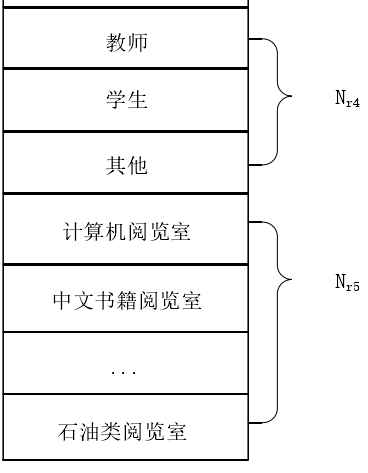 教师
学生
其他
N_r4
计算机阅览室
中文书籍阅览室
...
石油类阅览室
N_r5